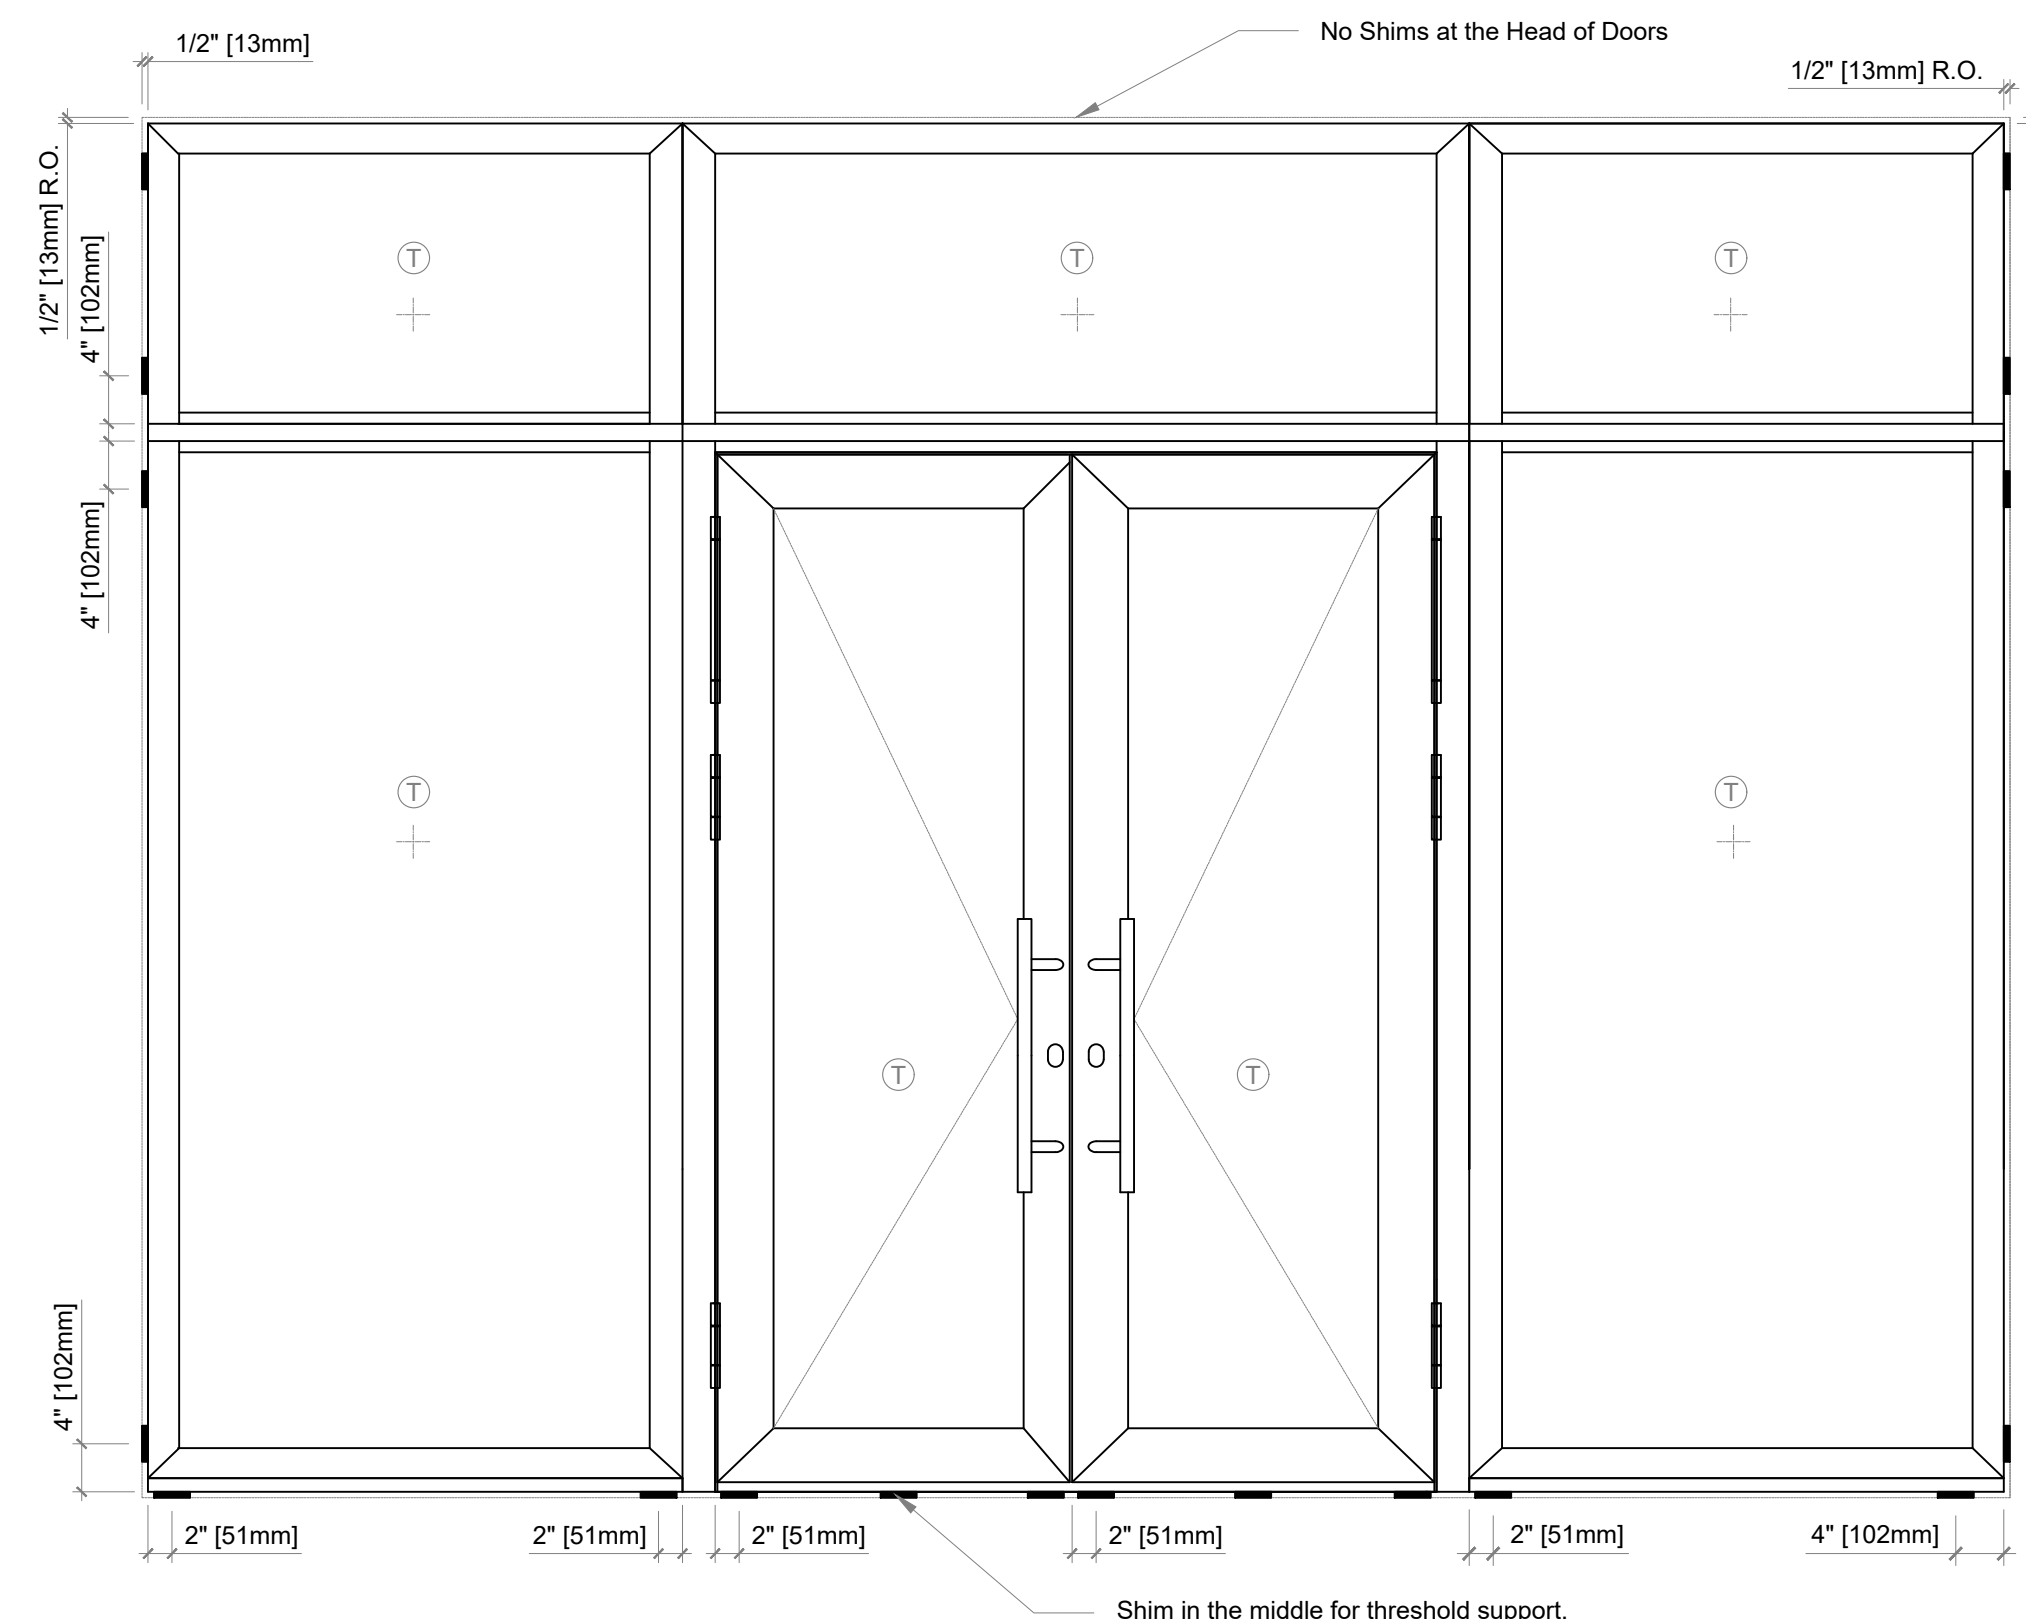 No Shims at the Head of Doors
1/2" [13mm]
1/2" [13mm] R.O.
1/2" [13mm] R.O.
4" [102mm]
T
T
T
4" [102mm]
T
T
T
T
4" [102mm]
2" [51mm]
2" [51mm]
2" [51mm]
2" [51mm]
2" [51mm]
4" [102mm]
Shim in the middle for threshold support.